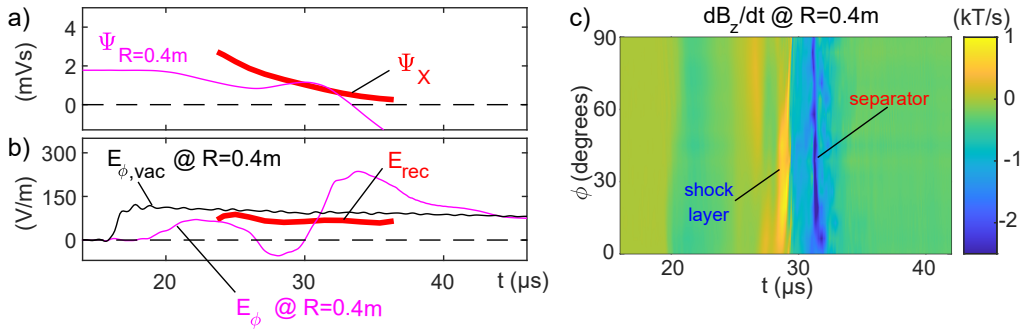 a)
(mVs)
4
2
0
Ψ_R=0.4m
Ψ_X
b)
(V/m)
300
150
0
E_ϕ,vac @ R=0.4m
E_rec
20
30
40
t (μs)
E_ϕ @ R=0.4m
c)
dB_z/dt @ R=0.4m
(kT/s)
ϕ (degrees)
90
60
30
0
separator
shock
layer
20
30
40
t (μs)
1
0
-1
-2